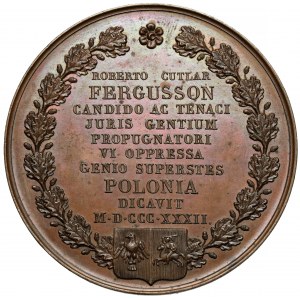 ROBERTO CUTLAR
FERGUSSON
CANDIDO AC TENACI
JURIS GENTIUM
PROPUGNATORI
VI OPPRESSA
GENIO SUPERSTES
POLONIA
DICAVIT
M·D·CCC·XXXII